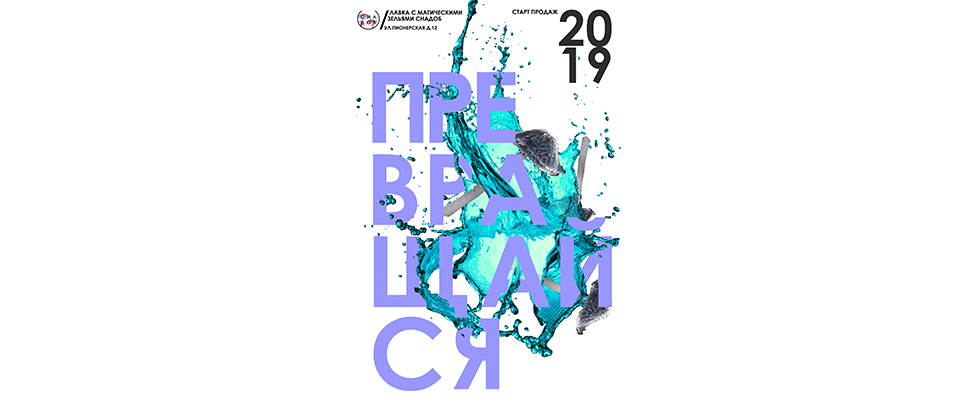 ЛАВКА С МАГИЧЕСКИМИ
ЗЕЛЬЯМИ СНАДОБ
УЛ.ПИОНЕРСКАЯ Д.12
СТАРТ ПРОДАЖ
20
19
ПРЕ
ВРА
ЩАЙ
СЯ